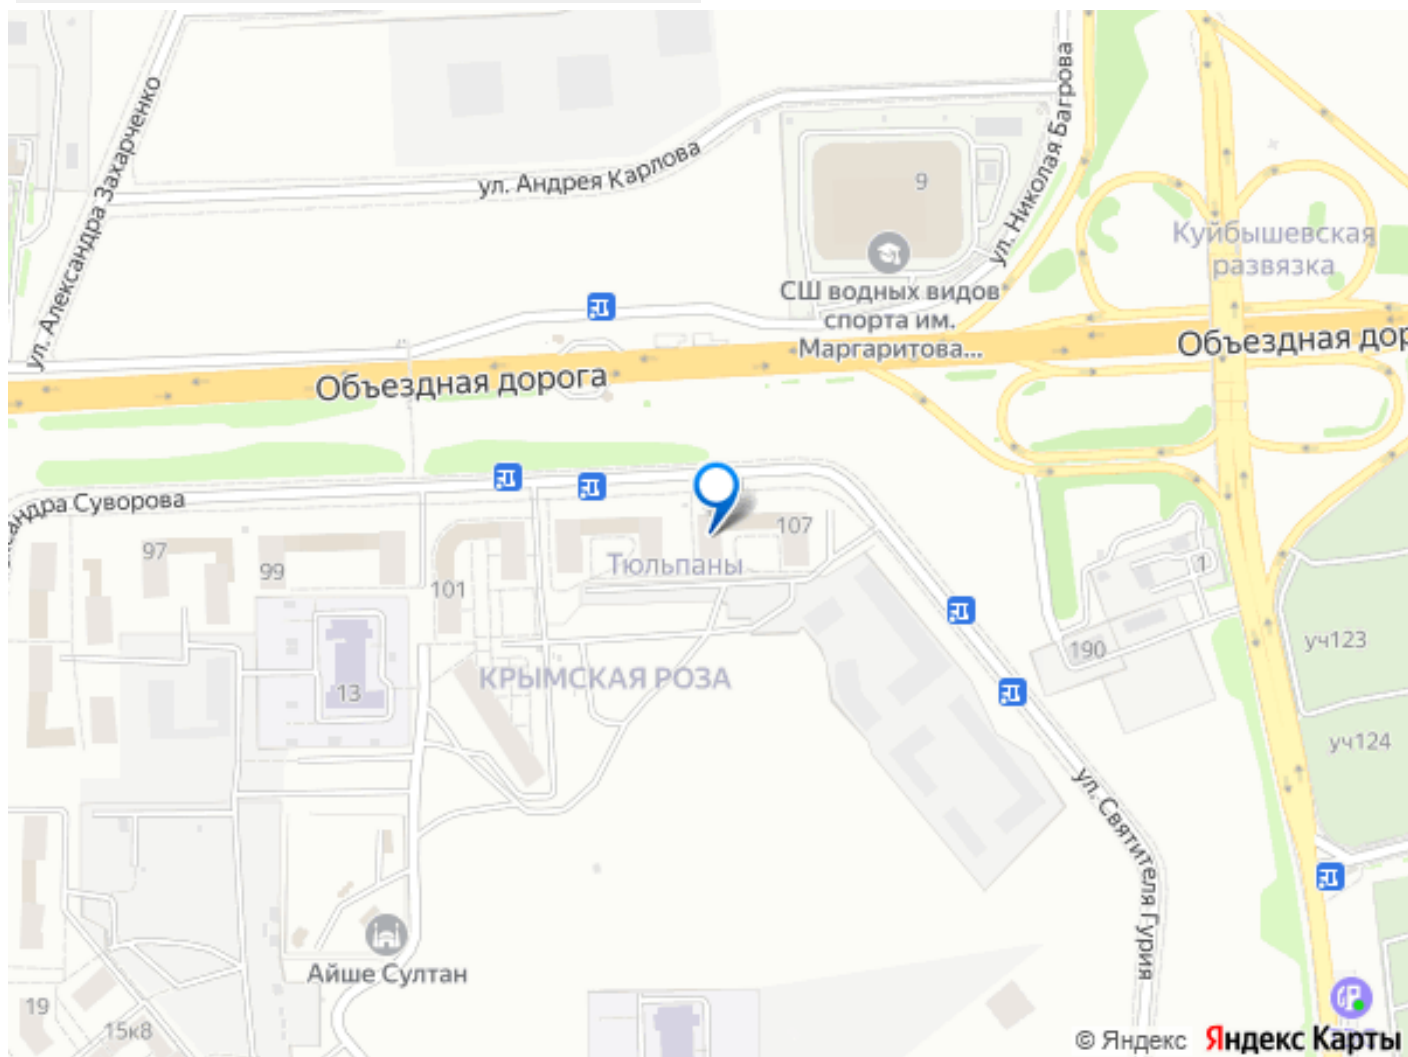 ул. Александра Захарченко
ул. Андрея Карлова
ул. Николая Багрова
9
СШ водных видов
спорта им.
Маргаритова...
Куйбышевская
развязка
Объездная дорога
Объездная дор
ксандра Суворова
97
99
101
107
Тюльпаны
1
190
уч123
уч124
13
КРЫМСКАЯ РОЗА
ул. Святителя Гурия
Айше Султан
19
15к8
© Яндекс Яндекс Карты